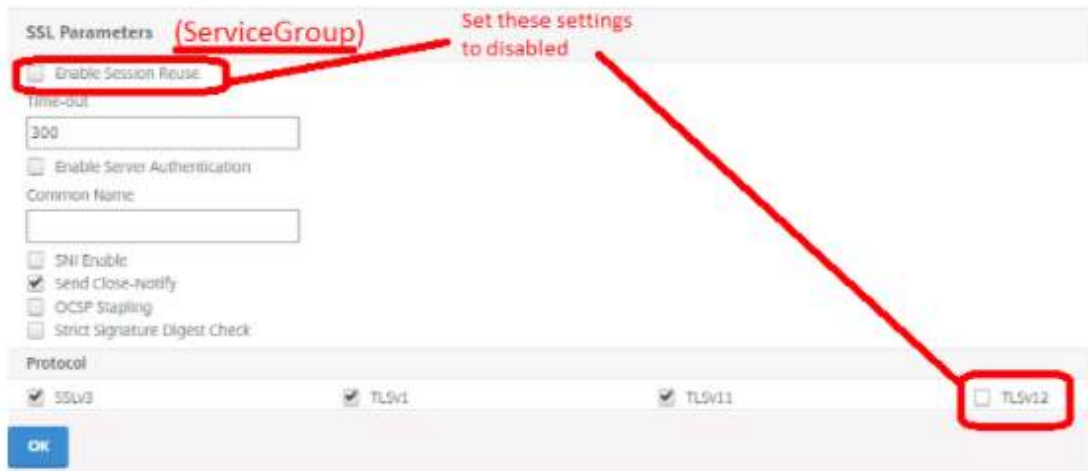 SSL Parameters (ServiceGroup)
Set these settings
to disabled
Enable Session Reuse
Time-out
300
Enable Server Authentication
Common Name
SNI Enable
Send Close-Notify
OCSP Stapling
Strict Signature Digest Check
Protocol
SSLv3 TLSv1 TLSv11 TLSv12
OK